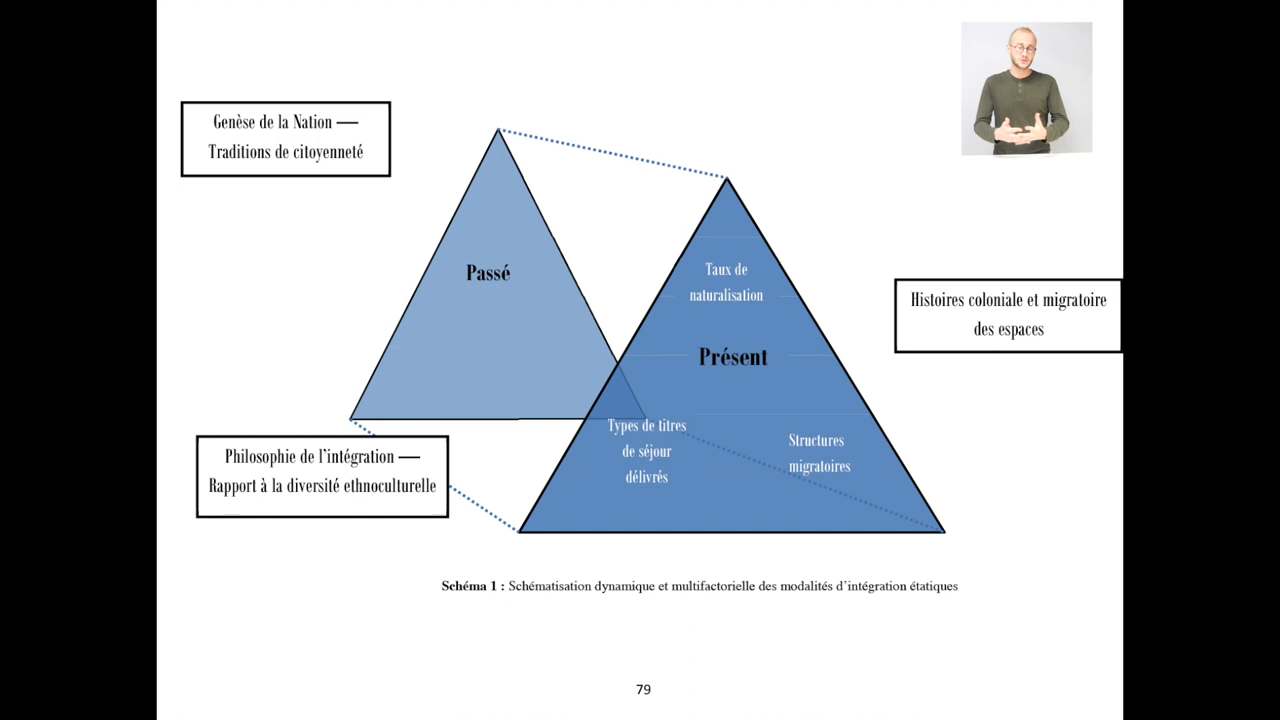 Genèse de la Nation —
Traditions de citoyenneté
Passé
Taux de
naturalisation
Présent
Histoires coloniale et migratoire
des espaces
Types de titres
de séjour
délivrés
Structures
migratoires
Philosophie de l’intégration —
Rapport à la diversité ethnoculturelle
Schéma 1 : Schématisation dynamique et multifactorielle des modalités d’intégration étatiques
79